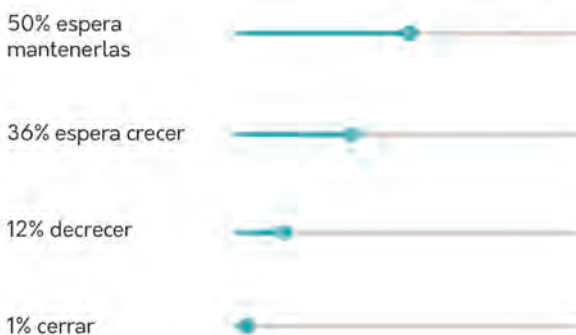 50% espera
mantenerlas
36% espera crecer
12% decrecer
1% cerrar